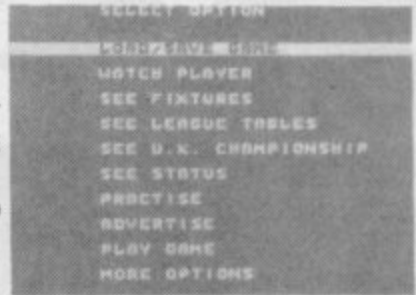 SELECT OPTION
LOAD/SAVE GAME
WATCH PLAYER
SEE FIXTURES
SEE LEAGUE TABLES
SEE U.K. CHAMPIONSHIP
SEE STATUS
PRACTISE
ADVERTISE
PLAY GAME
MORE OPTIONS